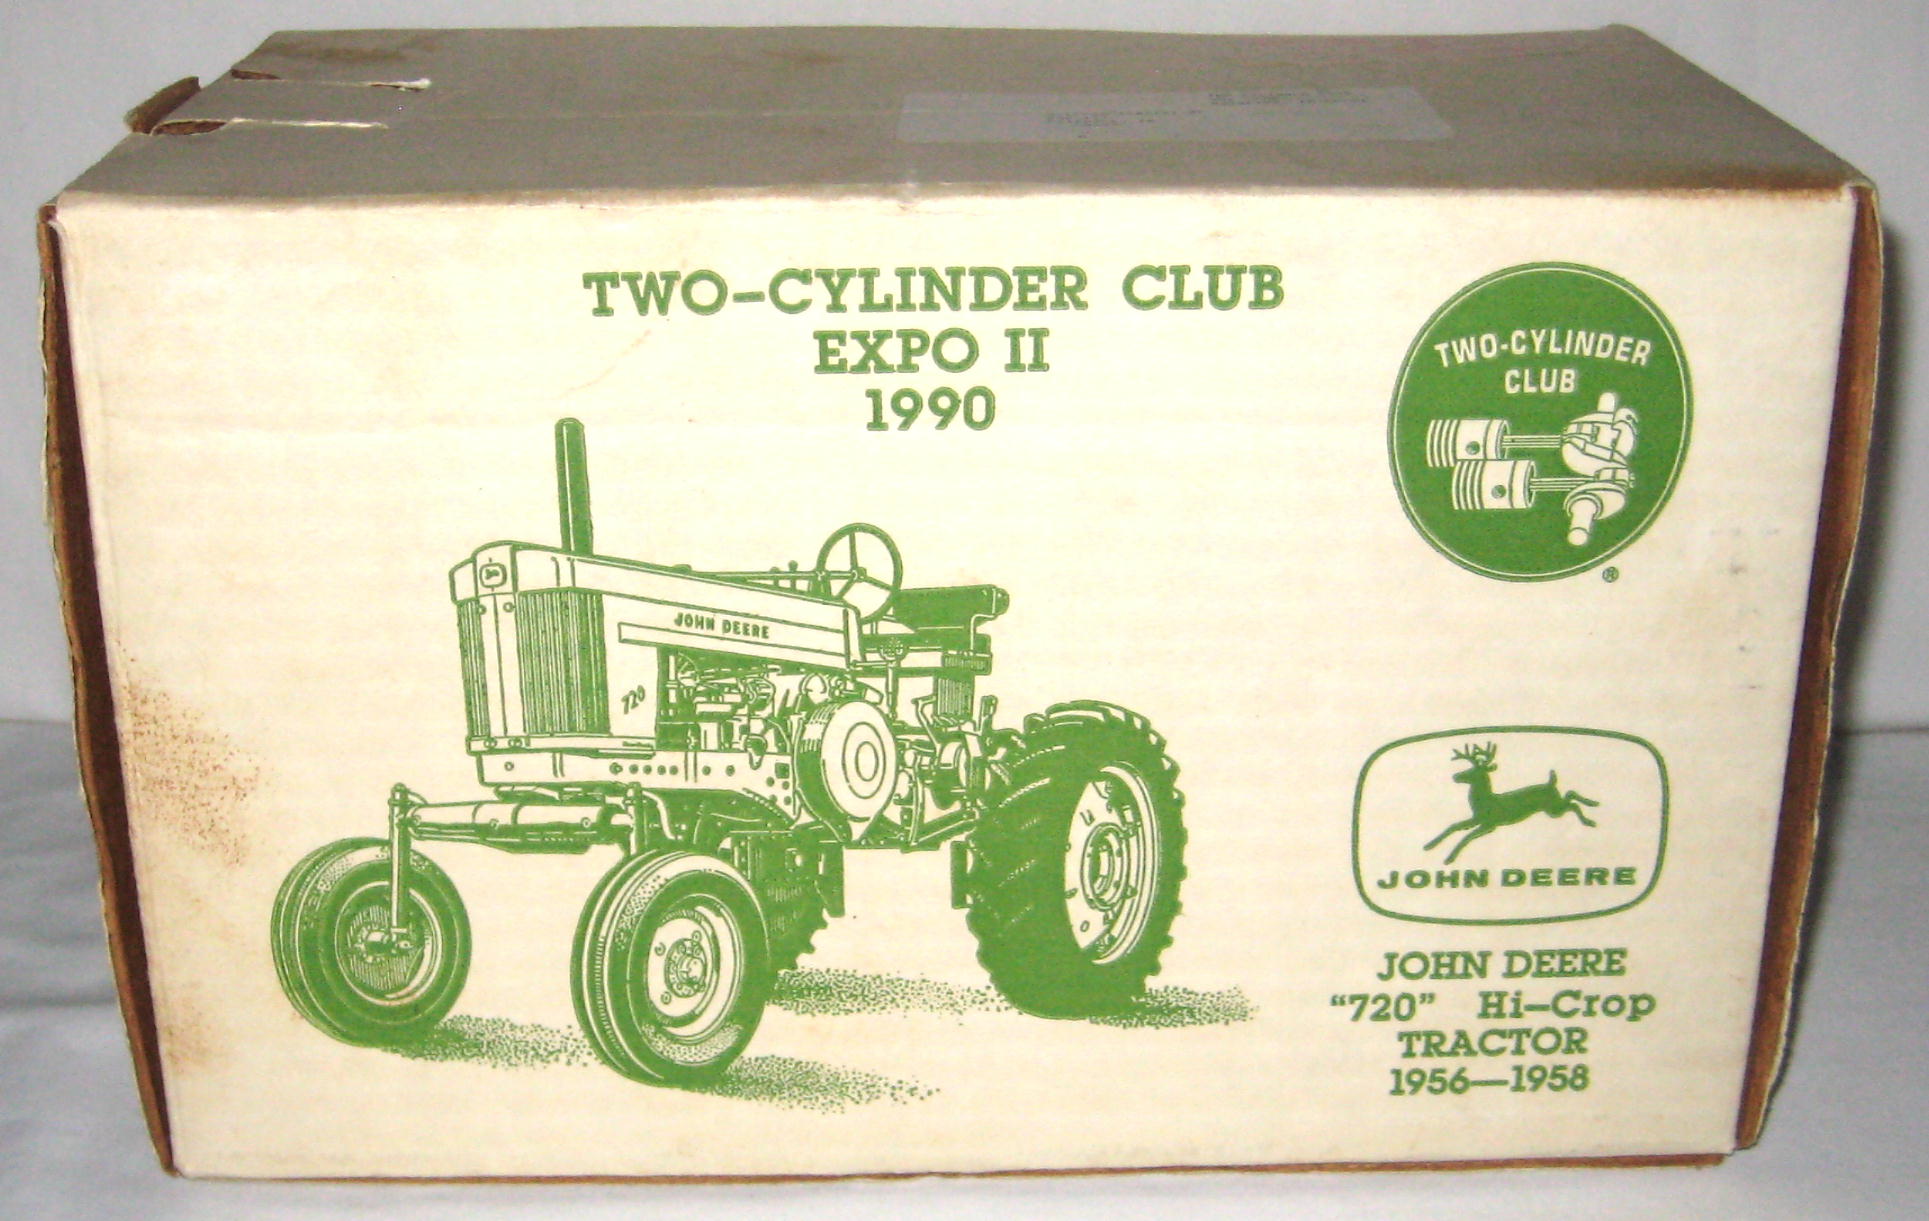 TWO-CYLINDER CLUB
EXPO II
1990
TWO-CYLINDER
CLUB
®
JOHN DEERE
720
JOHN DEERE
JOHN DEERE
"720" Hi-Crop
TRACTOR
1956—1958